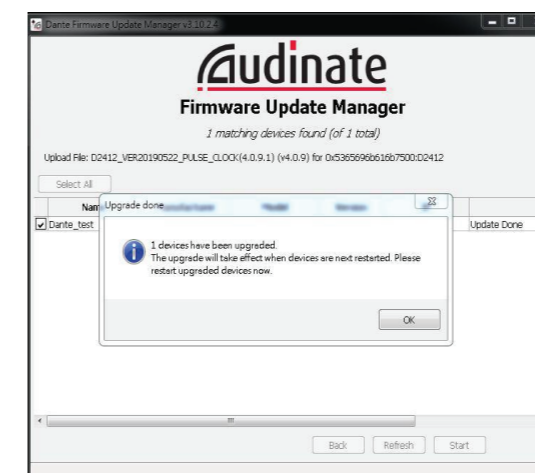 Dante Firmware Update Manager v3.10.2.4
Audinate
Firmware Update Manager
1 matching devices found (of 1 total)
Upload File: D2412_VER20190522_PULSE_CLOCK(4.0.9.1) (v4.0.9) for 0x5365696b616b7500:D2412
Select All
Upgrade done
Dante_test
Update Done
1 devices have been upgraded.
The upgrade will take effect when devices are next restarted. Please
restart upgraded devices now.
OK
Back Refresh Start